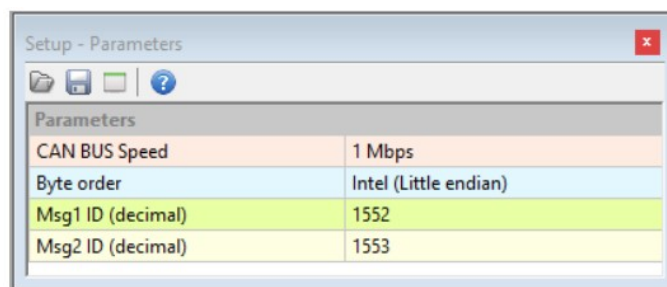 Setup - Parameters
Parameters
CAN BUS Speed 1 Mbps
Byte order Intel (Little endian)
Msg1 ID (decimal) 1552
Msg2 ID (decimal) 1553